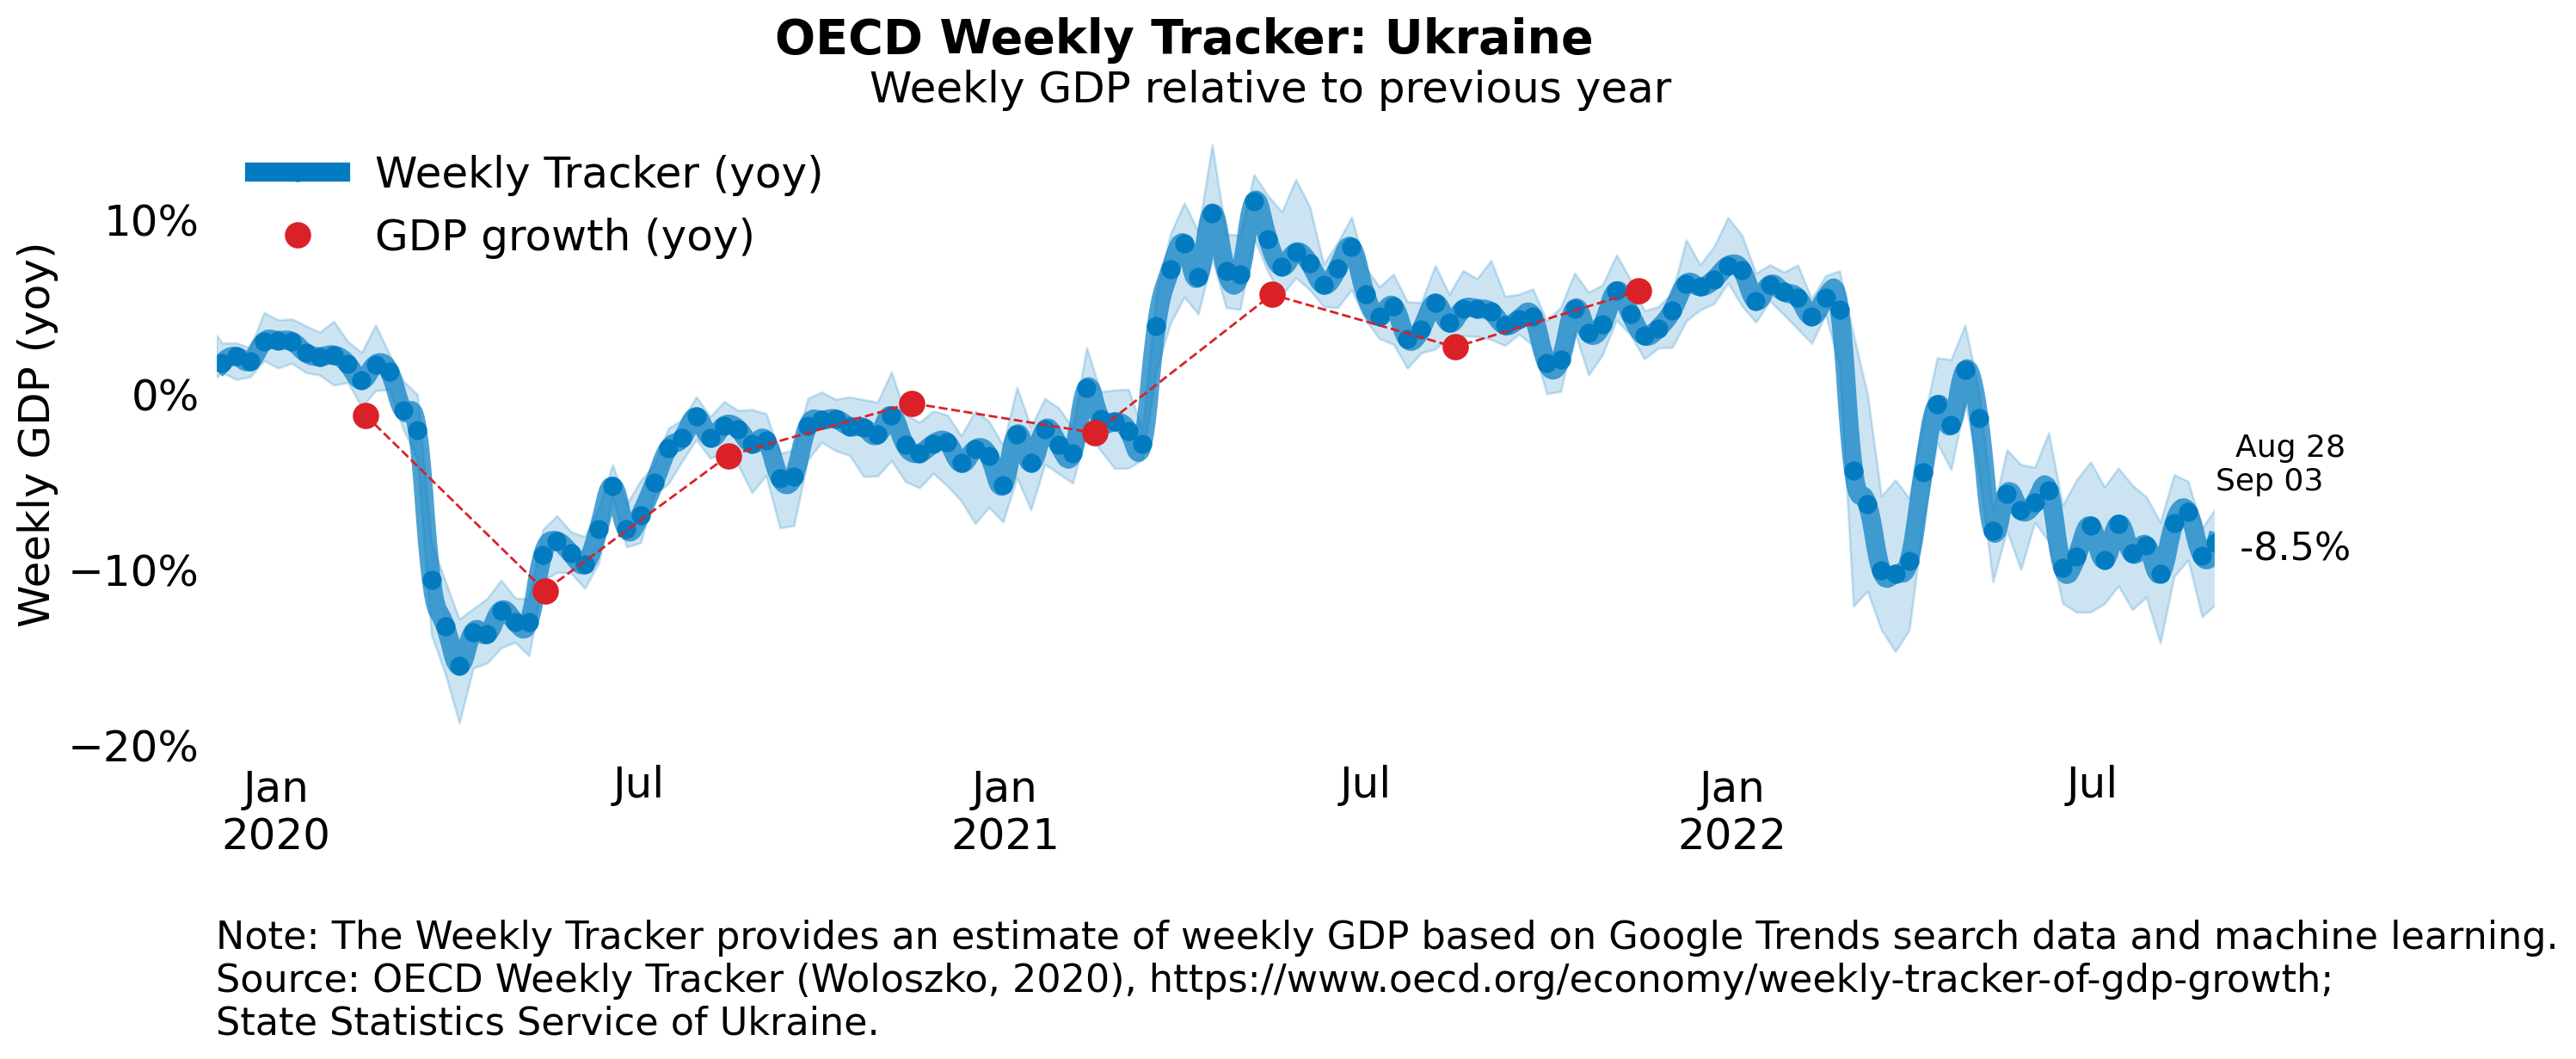 OECD Weekly Tracker: Ukraine
Weekly GDP relative to previous year
Weekly Tracker (yoy)
GDP growth (yoy)
Weekly GDP (yoy)
10%
0%
−10%
−20%
Aug 28
Sep 03
-8.5%
Jan
2020
Jul
Jan
2021
Jul
Jan
2022
Jul
Note: The Weekly Tracker provides an estimate of weekly GDP based on Google Trends search data and machine learning.
Source: OECD Weekly Tracker (Woloszko, 2020), https://www.oecd.org/economy/weekly-tracker-of-gdp-growth;
State Statistics Service of Ukraine.